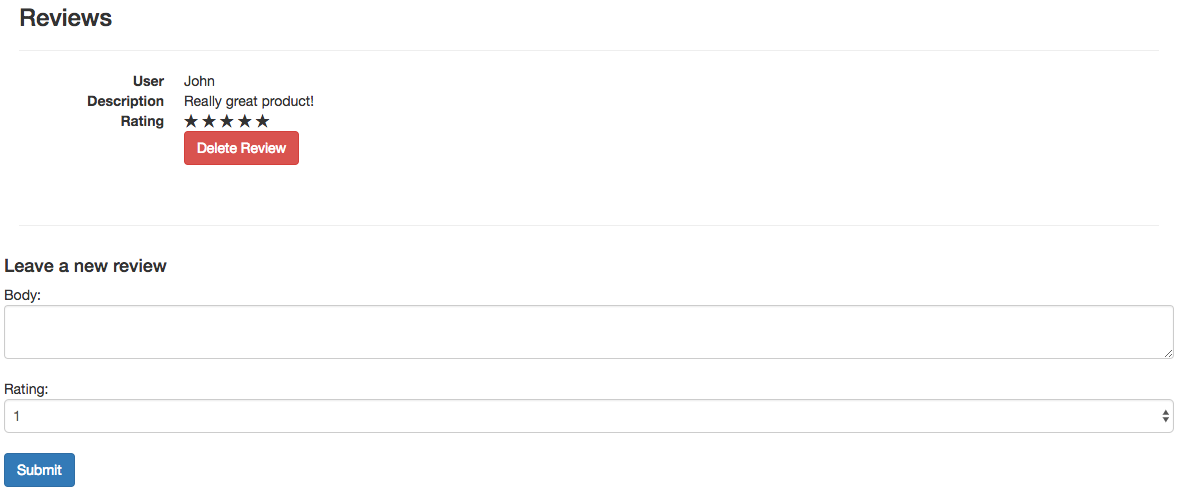 Reviews
User John
Description Really great product!
Rating ★★★★★
Delete Review
Leave a new review
Body:
Rating:
1
Submit